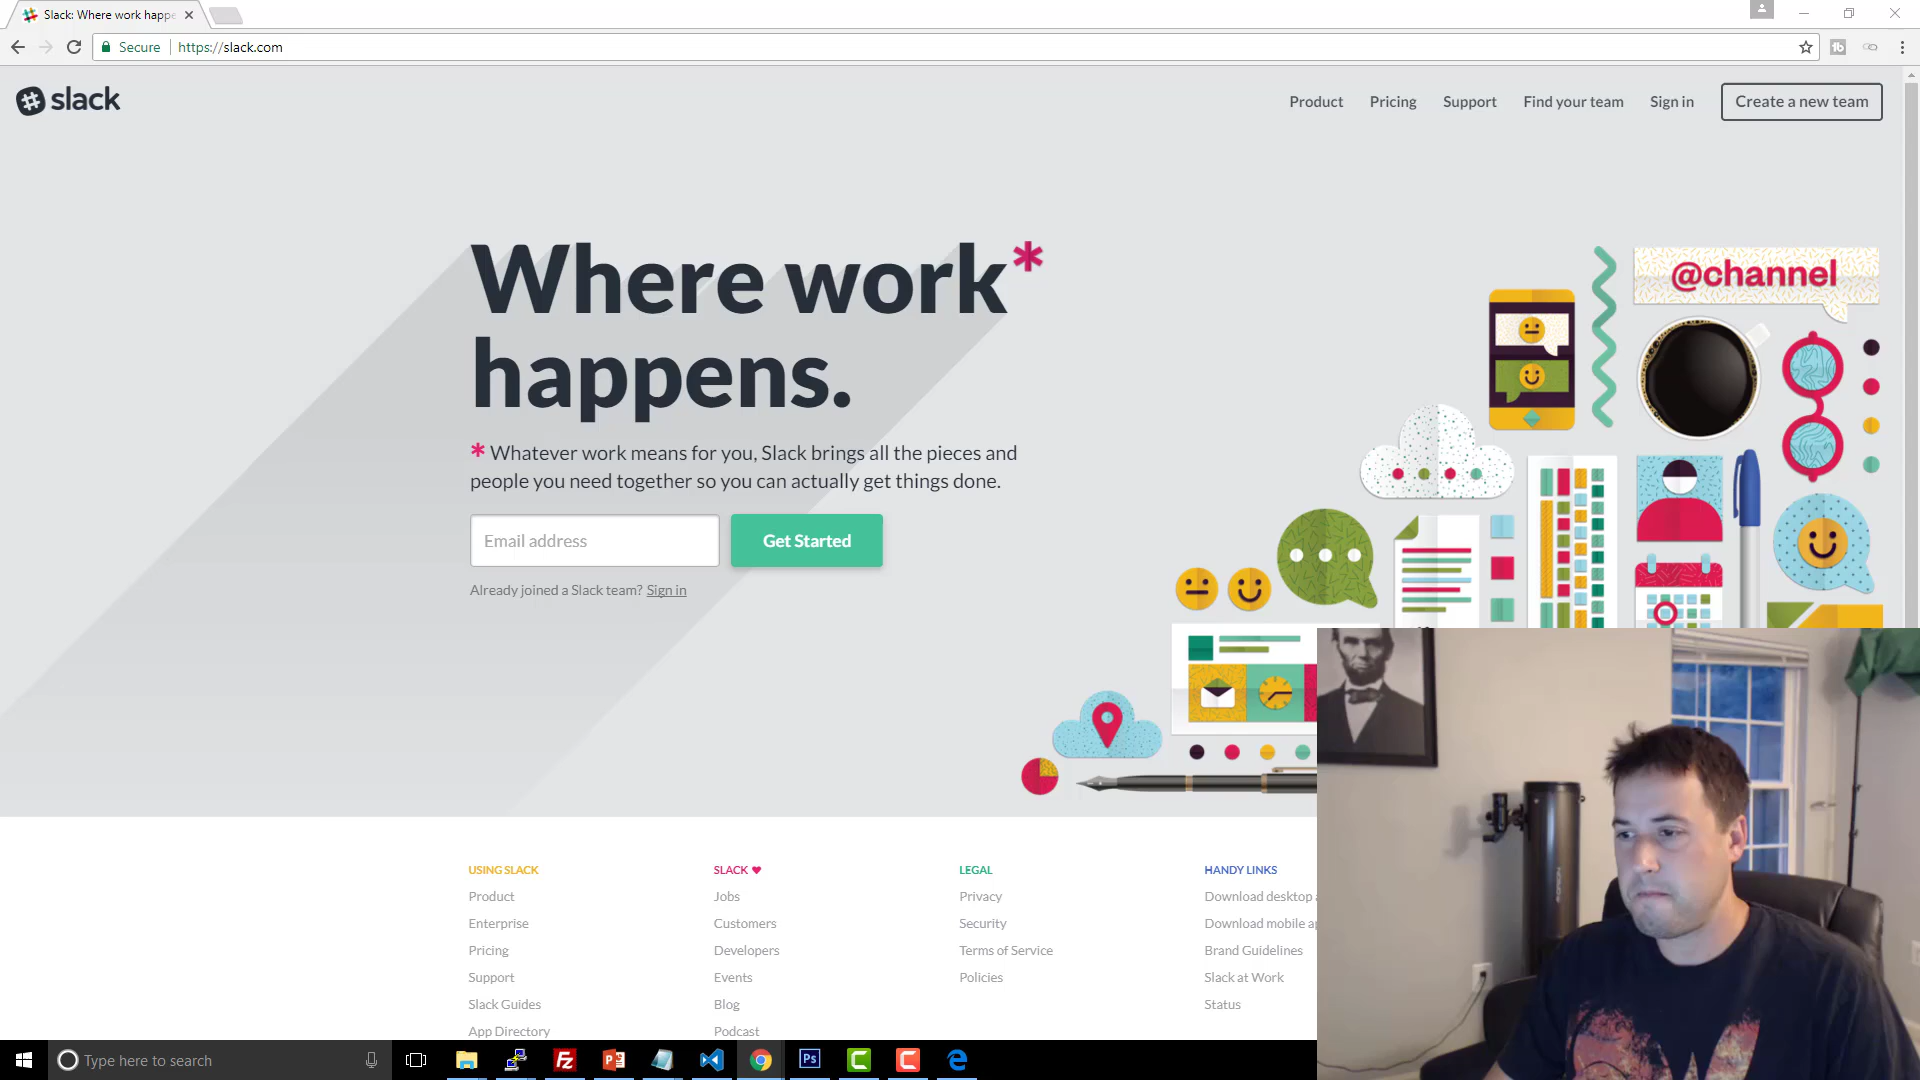 Slack: Where work happe
Secure
https://slack.com
slack
Product
Pricing
Support
Find your team
Sign in
Create a new team
Where work*
happens.
* Whatever work means for you, Slack brings all the pieces and
people you need together so you can actually get things done.
Email address
Get Started
Already joined a Slack team? Sign in
@channel
USING SLACK
Product
Enterprise
Pricing
Support
Slack Guides
App Directory
SLACK
Jobs
Customers
Developers
Events
Blog
Podcast
LEGAL
Privacy
Security
Terms of Service
Policies
HANDY LINKS
Download desktop
Download mobile
Brand Guidelines
Slack at Work
Status
Type here to search